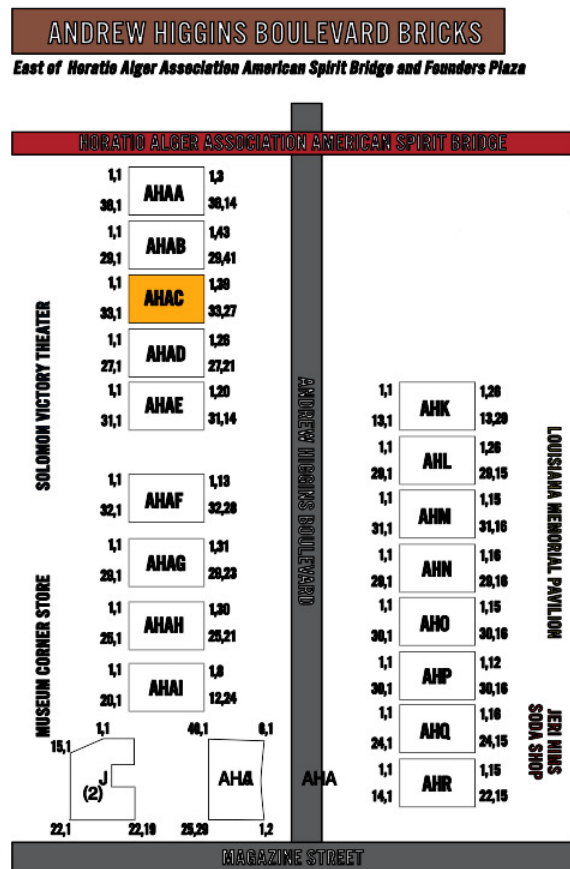 ANDREW HIGGINS BOULEVARD BRICKS
East of Horatio Alger Association American Spirit Bridge and Founders Plaza
HORATIO ALGER ASSOCIATION AMERICAN SPIRIT BRIDGE
1,1 1,3
AHAA
38,1 38,14
1,1 1,43
AHAB
29,1 29,41
1,1 1,39
AHAC
33,1 33,27
1,1 1,26
AHAD
27,1 27,21
1,1 1,20
AHAE
31,1 31,14
SOLOMON VICTORY THEATER
1,1 1,13
AHAF
32,1 32,28
1,1 1,31
AHAG
29,1 29,23
1,1 1,30
AHAH
25,1 25,21
1,1 1,8
AHAI
20,1 12,24
MUSEUM CORNER STORE
1,1
15,1
J
(2)
22,1 22,19
40,1 6,1
25,29 1,2
AHA
ANDREW HIGGINS BOULEVARD
1,1 1,26
AHK
13,1 13,29
1,1 1,26
AHL
29,1 29,15
1,1 1,15
AHM
31,1 31,16
1,1 1,16
AHN
29,1 29,16
1,1 1,15
AHO
30,1 30,16
LOUISIANA MEMORIAL PAVILION
1,1 1,12
AHP
30,16
1,1 1,16
AHQ
24,1 24,15
JERI NIMS
SODA SHOP
1,1 1,15
AHR
14,1 22,15
MAGAZINE STREET